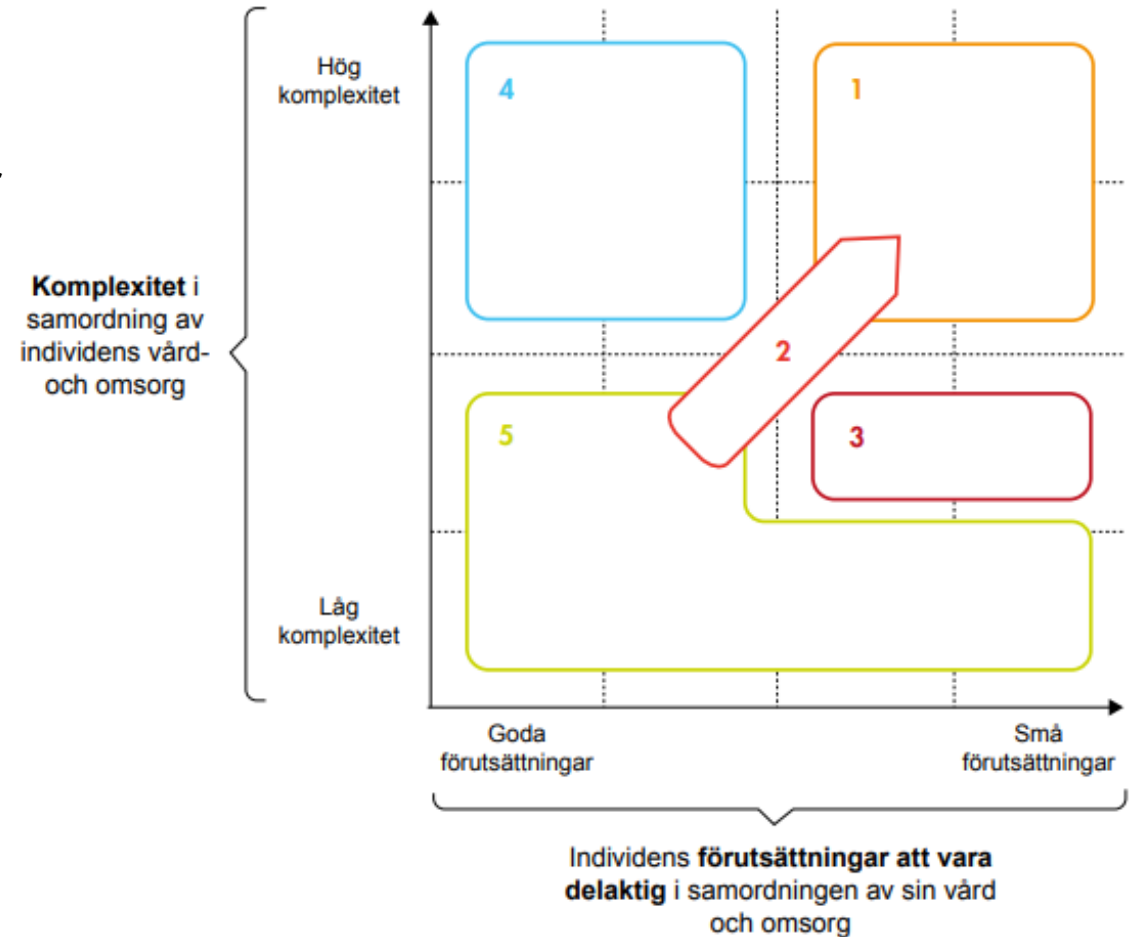 Hög
komplexitet
4
1
Komplexitet i
samordning av
individens vård-
och omsorg
2
5
3
Låg
komplexitet
Goda
förutsättningar
Små
förutsättningar
Individens förutsättningar att vara
delaktig i samordningen av sin vård
och omsorg